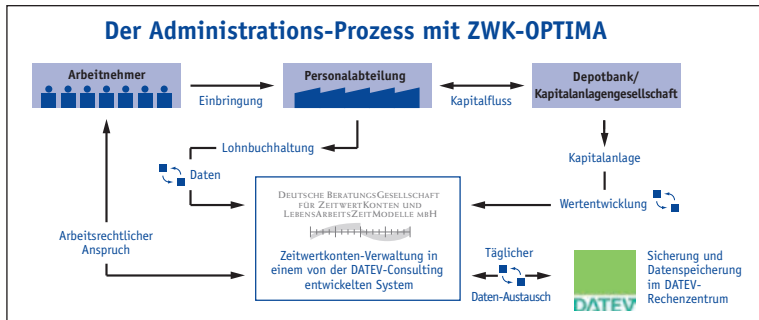 Der Administrations-Prozess mit ZWK-OPTIMA
Arbeitnehmer
Einbringung
Personalabteilung
Kapitalfluss
Depotbank/
Kapitalanlagengesellschaft
Lohnbuchhaltung
Kapitalanlage
Daten
DEUTSCHE BERATUNGSGESELLSCHAFT
FÜR ZEITWERTKONTEN UND
LEBENSARBEITSZEITMODELLE MBH
Wertentwicklung
Arbeitsrechtlicher
Anspruch
Zeitwertkonten-Verwaltung in
einem von der DATEV-Consulting
entwickelten System
Täglicher
Daten-Austausch
DATEV
Sicherung und
Datenspeicherung
im DATEV-
Rechenzentrum